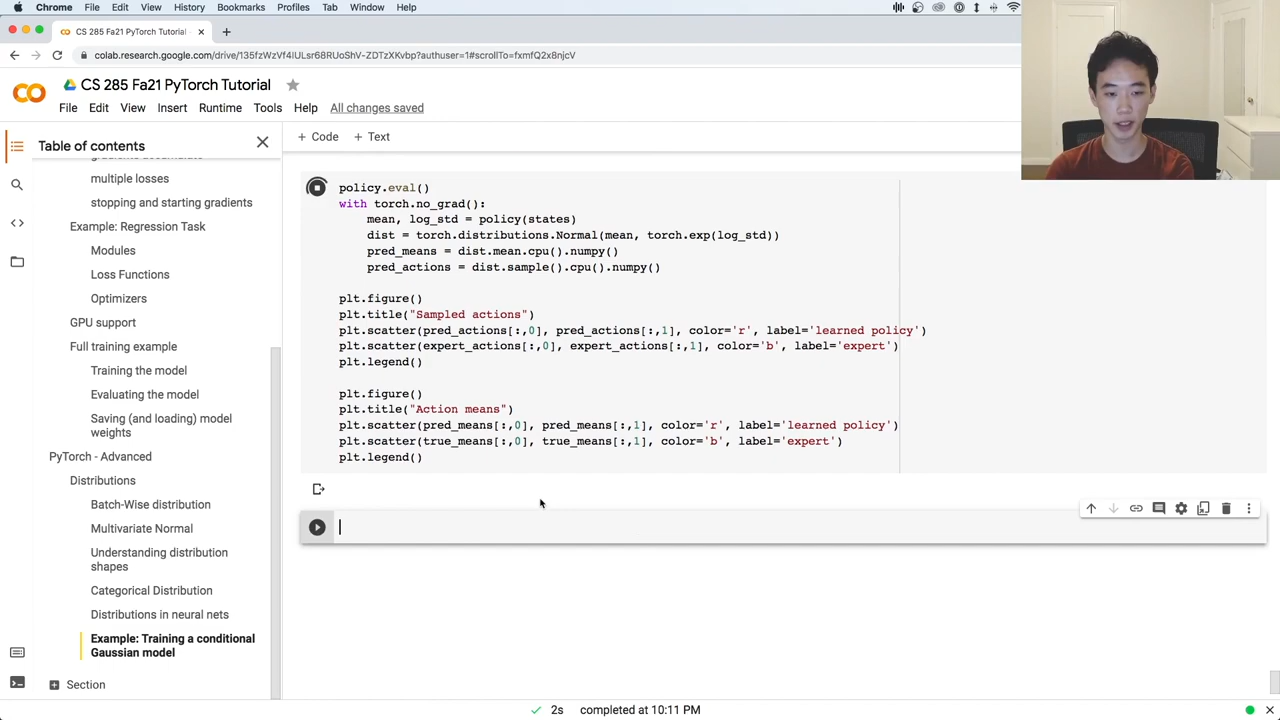 Chrome File Edit View History Bookmarks Profiles Tab Window Help
CS 285 Fa21 PyTorch Tutorial
colab.research.google.com/drive/135fzWzVf4IULsr68RUoShV-ZDTzXKvbp?authuser=1#scrollTo=fxmfQ2x8njcV
CS 285 Fa21 PyTorch Tutorial
File Edit View Insert Runtime Tools Help All changes saved
Table of contents
+ Code + Text
gradients accumulate
multiple losses
stopping and starting gradients
Example: Regression Task
Modules
Loss Functions
Optimizers
GPU support
Full training example
Training the model
Evaluating the model
Saving (and loading) model
weights
PyTorch - Advanced
Distributions
Batch-Wise distribution
Multivariate Normal
Understanding distribution
shapes
Categorical Distribution
Distributions in neural nets
Example: Training a conditional
Gaussian model
Section
policy.eval()
with torch.no_grad():
mean, log_std = policy(states)
dist = torch.distributions.Normal(mean, torch.exp(log_std))
pred_means = dist.mean.cpu().numpy()
pred_actions = dist.sample().cpu().numpy()
plt.figure()
plt.title("Sampled actions")
plt.scatter(pred_actions[:,0], pred_actions[:,1], color='r', label='learned policy')
plt.scatter(expert_actions[:,0], expert_actions[:,1], color='b', label='expert')
plt.legend()
plt.figure()
plt.title("Action means")
plt.scatter(pred_means[:,0], pred_means[:,1], color='r', label='learned policy')
plt.scatter(true_means[:,0], true_means[:,1], color='b', label='expert')
plt.legend()
2s completed at 10:11 PM